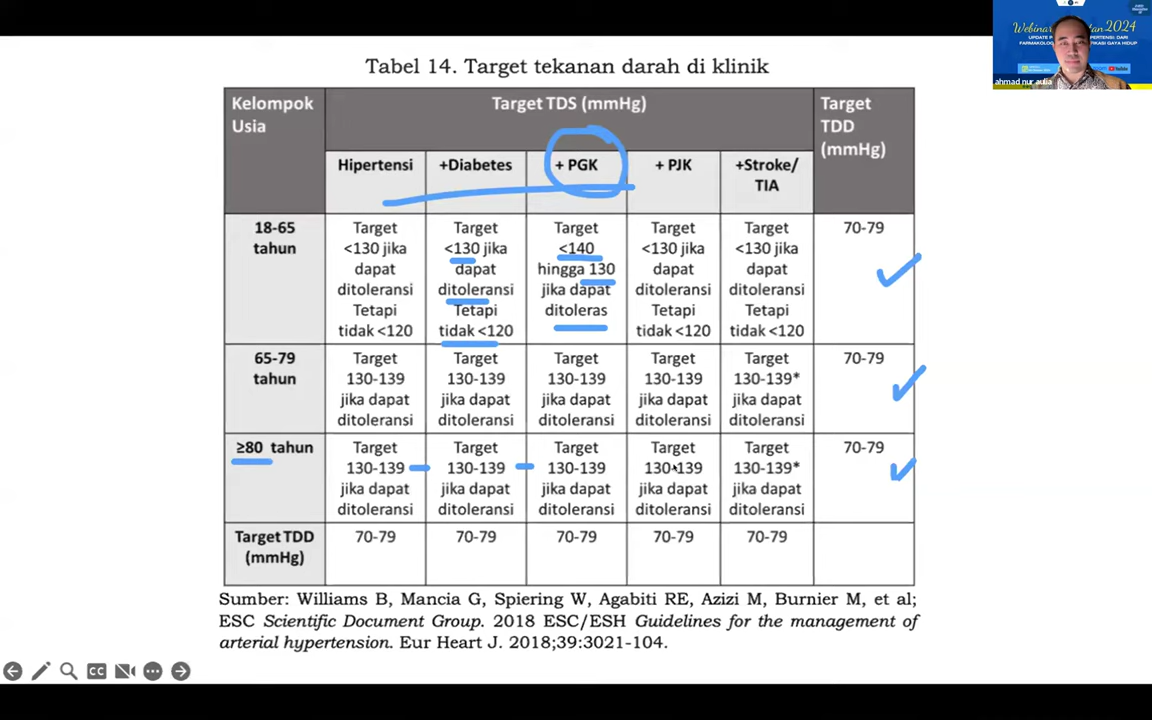 Webinar
2024
UPDATE
PERTENSI: DARI
FARMAKOLO
FIKASI GAYA HIDUP
YouTube
ahmad nur aulia
Tabel 14. Target tekanan darah di klinik
Kelompok Usia
Target TDS (mmHg)
Target TDD (mmHg)
Hipertensi
+Diabetes
+ PGK
+ PJK
+Stroke/
TIA
18-65
tahun
Target
<130 jika
dapat
ditoleransi
Tetapi
tidak <120
Target
<130 jika
dapat
ditoleransi
Tetapi
tidak <120
Target
<140
hingga 130
jika dapat
ditoleras
Target
<130 jika
dapat
ditoleransi
Tetapi
tidak <120
Target
<130 jika
dapat
ditoleransi
Tetapi
tidak <120
70-79
65-79
tahun
Target
130-139
jika dapat
ditoleransi
Target
130-139
jika dapat
ditoleransi
Target
130-139
jika dapat
ditoleransi
Target
130-139
jika dapat
ditoleransi
Target
130-139*
jika dapat
ditoleransi
70-79
≥80 tahun
Target
130-139
jika dapat
ditoleransi
Target
130-139
jika dapat
ditoleransi
Target
130-139
jika dapat
ditoleransi
Target
130-139
jika dapat
ditoleransi
Target
130-139*
jika dapat
ditoleransi
70-79
Target TDD
(mmHg)
70-79
70-79
70-79
70-79
70-79
Sumber: Williams B, Mancia G, Spiering W, Agabiti RE, Azizi M, Burnier M, et al;
ESC Scientific Document Group. 2018 ESC/ESH Guidelines for the management of
arterial hypertension. Eur Heart J. 2018;39:3021-104.
CC